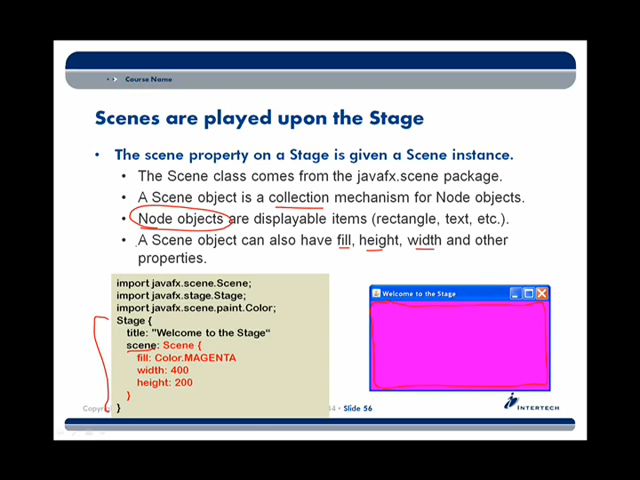 Course Name
Scenes are played upon the Stage
• The scene property on a Stage is given a Scene instance.
• The Scene class comes from the javafx.scene package.
• A Scene object is a collection mechanism for Node objects.
• Node objects are displayable items (rectangle, text, etc.).
• A Scene object can also have fill, height, width and other
properties.
import javafx.scene.Scene;
import javafx.stage.Stage;
import javafx.scene.paint.Color;
Stage {
title: "Welcome to the Stage"
scene: Scene {
fill: Color.MAGENTA
width: 400
height: 200
}
}
Welcome to the Stage
• Slide 56
INTERTECH